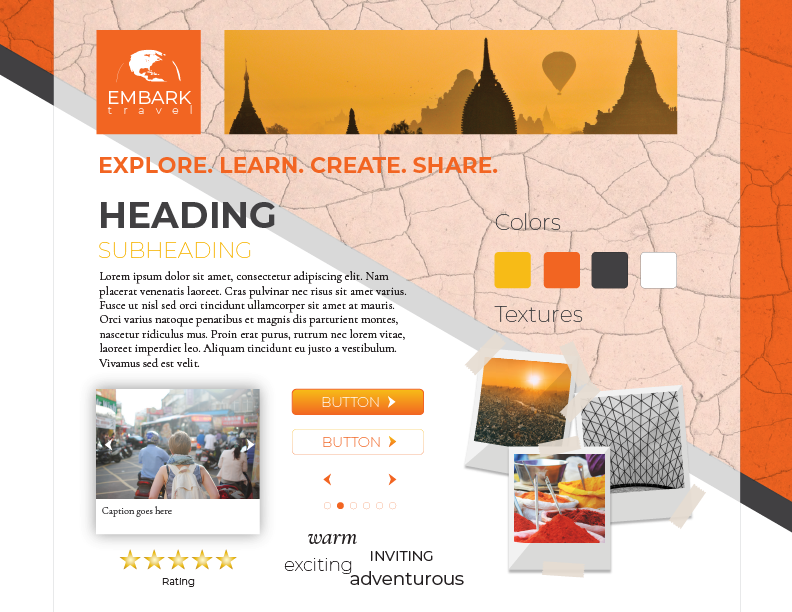 EMBARK
travel
EXPLORE. LEARN. CREATE. SHARE.
HEADING
SUBHEADING
Lorem ipsum dolor sit amet, consectetur adipiscing elit. Nam
placerat venenatis laoreet. Cras pulvinar nec risus sit amet varius.
Fusce ut nisl sed orci tincidunt ullamcorper sit amet at mauris.
Orci varius natoque penatibus et magnis dis parturient montes,
nascetur ridiculus mus. Proin erat purus, rutrum nec lorem vitae,
laoreet imperdiet leo. Aliquam tincidunt eu justo a vestibulum.
Vivamus sed est velit.
Colors
Textures
BUTTON
BUTTON
Caption goes here
Rating
warm
exciting
INVITING
adventurous